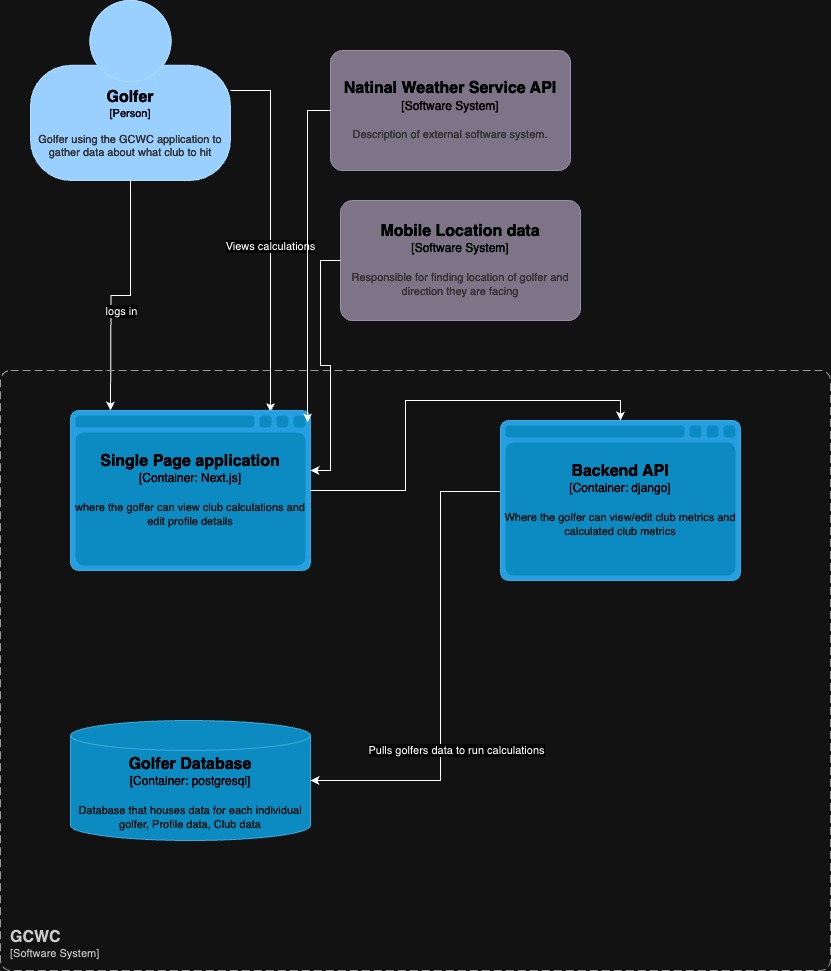 Golfer
[Person]
Golfer using the GCWC application to
gather data about what club to hit
Natinal Weather Service API
[Software System]
Description of external software system.
Mobile Location data
[Software System]
Responsible for finding location of golfer and
direction they are facing
Views calculations
logs in
Single Page application
[Container: Next.js]
where the golfer can view club calculations and
edit profile details
Backend API
[Container: django]
Where the golfer can view/edit club metrics and
calculated club metrics
Pulls golfers data to run calculations
Golfer Database
[Container: postgresql]
Database that houses data for each individual
golfer, Profile data, Club data
GCWC
[Software System]